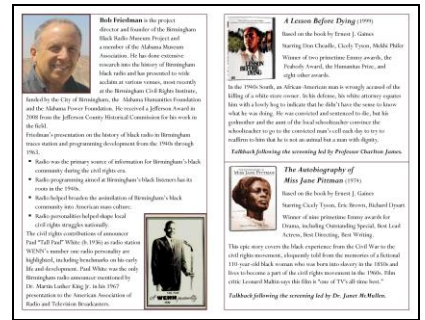 Bob Friedman is the project
director and founder of the Birmingham
Black Radio Museum Project and
a member of the Alabama Museum
Association. He has done extensive
research into the history of Birmingham
black radio and has presented to wide
acclaim at various venues, most recently
at the Birmingham Civil Rights Institute,
funded by the City of Birmingham, the Alabama Humanities Foundation
and the Alabama Power Foundation. He received a Jefferson Award in
2008 from the Jefferson County Historical Commission for his work in
the field.
Friedman's presentation on the history of black radio in Birmingham
traces station and programming development from the 1940s through
1963.
▪ Radio was the primary source of information for Birmingham's black
community during the civil rights era.
▪ Radio programming aimed at Birmingham's black listeners has its
roots in the 1940s.
▪ Radio helped broaden the assimilation of Birmingham's black
community into American mass culture.
▪ Radio personalities helped shape local
civil rights struggles nationally.
The civil rights contributions of announcer
Paul "Tall Paul" White (b. 1936) as radio station
WENN's number one radio personality are
highlighted, including benchmarks on his early
life and development. Paul White was the only
Birmingham radio announcer mentioned by
Dr. Martin Luther King Jr. in his 1967
presentation to the American Association of
Radio and Television Broadcasters.
WENN
A Lesson Before Dying (1999)
Based on the book by Ernest J. Gaines
Starring Don Cheadle, Cicely Tyson, Mekhi Phifer
Winner of two primetime Emmy awards, the
Peabody Award, the Humanitas Prize, and
eight other awards.
In the 1940s South, an African-American man is wrongly accused of the
killing of a white store owner. In his defense, his white attorney equates
him with a lowly hog to indicate that he didn't have the sense to know
what he was doing. He was convicted and sentenced to die, but his
godmother and the aunt of the local schoolteacher convince the
schoolteacher to go to the convicted man's cell each day to try to
reaffirm to him that he is not an animal but a man with dignity.
Talkback following the screening led by Professor Charlton James.
The Autobiography of
Miss Jane Pittman (1974)
Based on the book by Ernest J. Gaines
Starring Cicely Tyson, Eric Brown, Richard Dysart
Winner of nine primetime Emmy awards for
Drama, including Outstanding Special, Best Lead
Actress, Best Directing, Best Writing.
This epic story covers the black experience from the Civil War to the
civil rights movement, eloquently told from the memories of a fictional
110-year-old black woman who was born into slavery in the 1850s and
lives to become a part of the civil rights movement in the 1960s. Film
critic Leonard Maltin says this film is "one of TV's all-time best."
Talkback following the screening led by Dr. Janet McMullen.